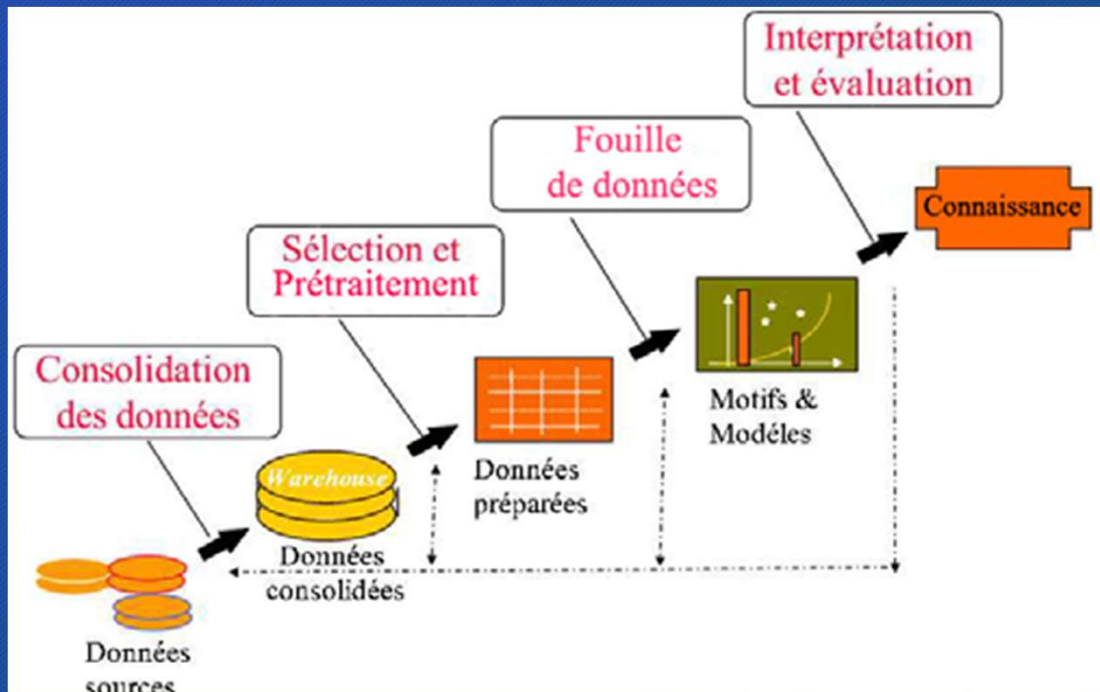 Interprétation
et évaluation
Fouille
de données
Connaissance
Sélection et
Prétraitement
Consolidation
des données
Motifs &
Modéles
Warehouse
Données
préparées
Données
consolidées
Données
sources